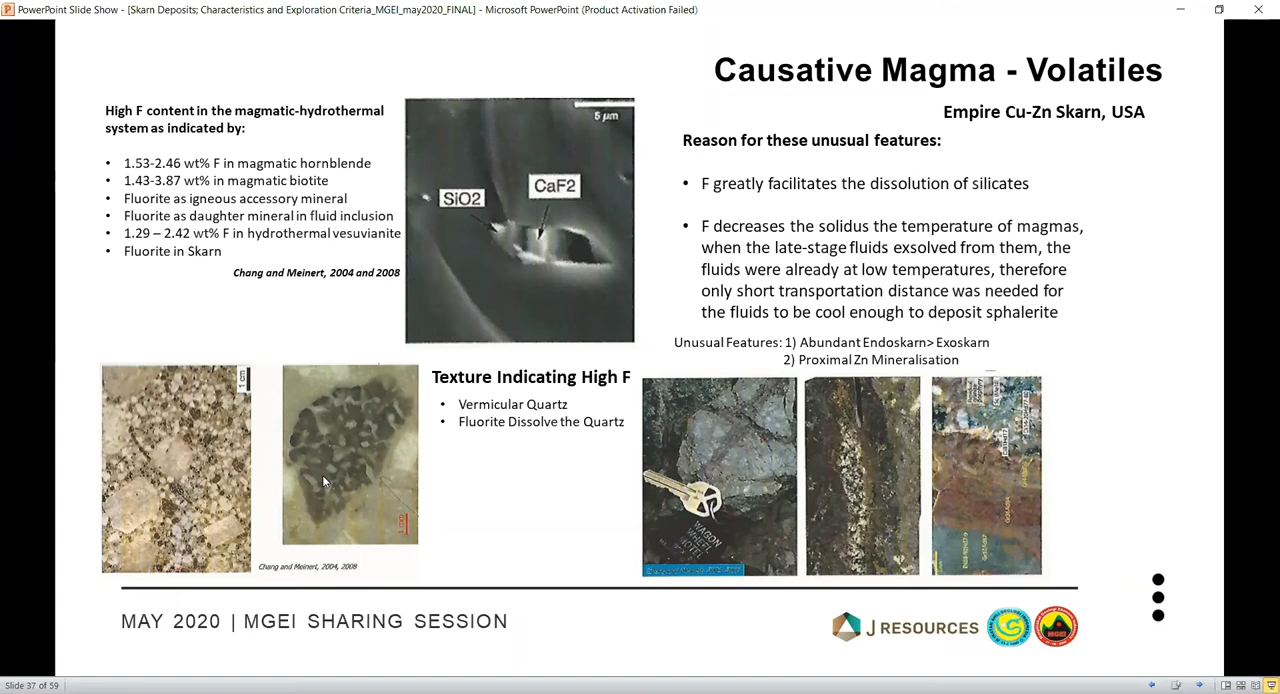 PowerPoint Slide Show - [Skarn Deposits; Characteristics and Exploration Criteria_MGEI_may2020_FINAL] - Microsoft PowerPoint (Product Activation Failed)
Causative Magma - Volatiles
Empire Cu-Zn Skarn, USA
High F content in the magmatic-hydrothermal
system as indicated by:
• 1.53-2.46 wt% F in magmatic hornblende
• 1.43-3.87 wt% in magmatic biotite
• Fluorite as igneous accessory mineral
• Fluorite as daughter mineral in fluid inclusion
• 1.29 – 2.42 wt% F in hydrothermal vesuvianite
• Fluorite in Skarn
Chang and Meinert, 2004 and 2008
5 µm
CaF2
SiO2
Reason for these unusual features:
• F greatly facilitates the dissolution of silicates
• F decreases the solidus the temperature of magmas,
when the late-stage fluids exsolved from them, the
fluids were already at low temperatures, therefore
only short transportation distance was needed for
the fluids to be cool enough to deposit sphalerite
Unusual Features: 1) Abundant Endoskarn> Exoskarn
2) Proximal Zn Mineralisation
1 cm
Texture Indicating High F
• Vermicular Quartz
• Fluorite Dissolve the Quartz
Chang and Meinert, 2004, 2008
WAGON
WHEEL
MOTEL
MAY 2020 | MGEI SHARING SESSION
J RESOURCES
MGEI
Slide 37 of 59